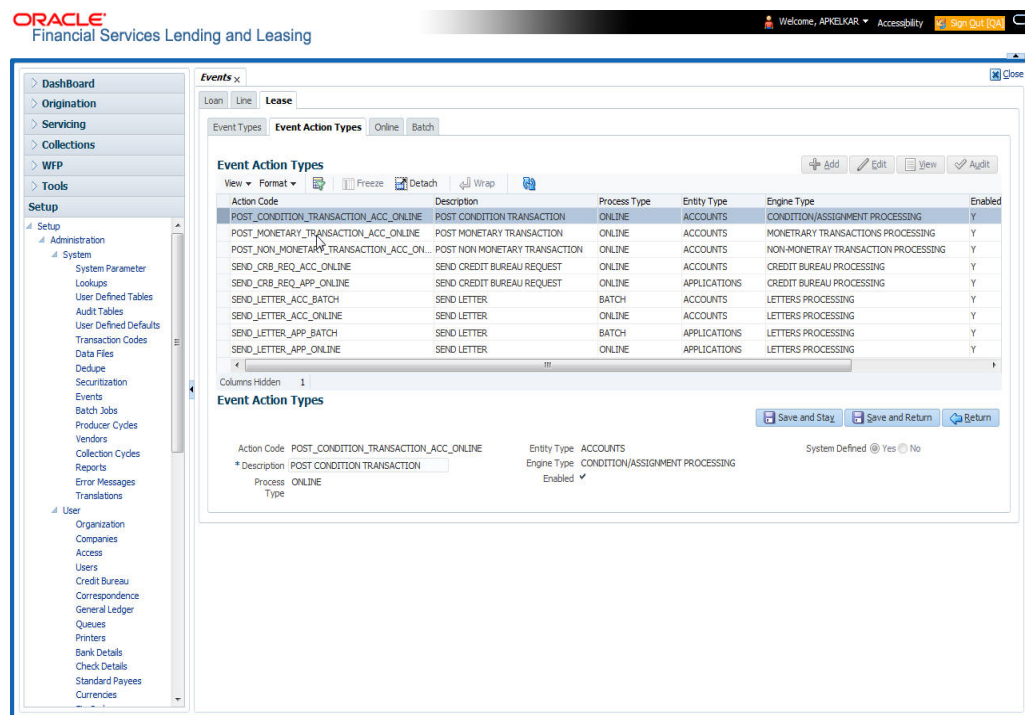 ORACLE®
Financial Services Lending and Leasing
Welcome, APKELKAR Accessibility Sign Out [QA]
Close
DashBoard
Origination
Servicing
Collections
WFP
Tools
Setup
Setup
Administration
System
System Parameter
Lookups
User Defined Tables
Audit Tables
User Defined Defaults
Transaction Codes
Data Files
Dedupe
Securitization
Events
Batch Jobs
Producer Cycles
Vendors
Collection Cycles
Reports
Error Messages
Translations
User
Organization
Companies
Access
Users
Credit Bureau
Correspondence
General Ledger
Queues
Printers
Bank Details
Check Details
Standard Payees
Currencies
Events x
Loan Line Lease
Event Types Event Action Types Online Batch
Event Action Types
Add Edit View Audit
View Format Freeze Detach Wrap
Action Code Description Process Type Entity Type Engine Type Enabled
POST_CONDITION_TRANSACTION_ACC_ONLINE POST CONDITION TRANSACTION ONLINE ACCOUNTS CONDITION/ASSIGNMENT PROCESSING Y
POST_MONETARY_TRANSACTION_ACC_ONLINE POST MONETARY TRANSACTION ONLINE ACCOUNTS MONETRARY TRANSACTIONS PROCESSING Y
POST_NON_MONETARY_TRANSACTION_ACC_ON... POST NON MONETARY TRANSACTION ONLINE ACCOUNTS NON-MONETRAY TRANSACTION PROCESSING Y
SEND_CRB_REQ_ACC_ONLINE SEND CREDIT BUREAU REQUEST ONLINE ACCOUNTS CREDIT BUREAU PROCESSING Y
SEND_CRB_REQ_APP_ONLINE SEND CREDIT BUREAU REQUEST ONLINE APPLICATIONS CREDIT BUREAU PROCESSING Y
SEND_LETTER_ACC_BATCH SEND LETTER BATCH ACCOUNTS LETTERS PROCESSING Y
SEND_LETTER_ACC_ONLINE SEND LETTER ONLINE ACCOUNTS LETTERS PROCESSING Y
SEND_LETTER_APP_BATCH SEND LETTER BATCH APPLICATIONS LETTERS PROCESSING Y
SEND_LETTER_APP_ONLINE SEND LETTER ONLINE APPLICATIONS LETTERS PROCESSING Y
Columns Hidden 1
Event Action Types
Save and Stay Save and Return Return
Action Code POST_CONDITION_TRANSACTION_ACC_ONLINE Entity Type ACCOUNTS System Defined Yes No
* Description POST CONDITION TRANSACTION Engine Type CONDITION/ASSIGNMENT PROCESSING
Process Type ONLINE Enabled